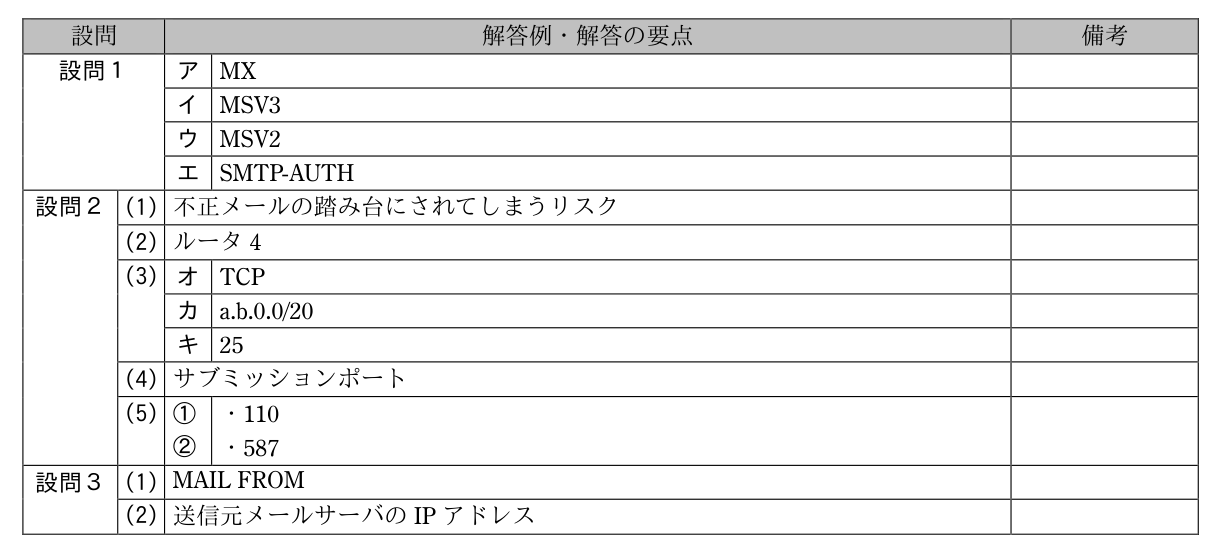 設問 解答例・解答の要点 備考
設問1 ア MX
イ MSV3
ウ MSV2
エ SMTP-AUTH
設問2 (1) 不正メールの踏み台にされてしまうリスク
(2) ルータ 4
(3) オ TCP
カ a.b.0.0/20
キ 25
(4) サブミッションポート
(5) ① ・110
② ・587
設問3 (1) MAIL FROM
(2) 送信元メールサーバの IP アドレス